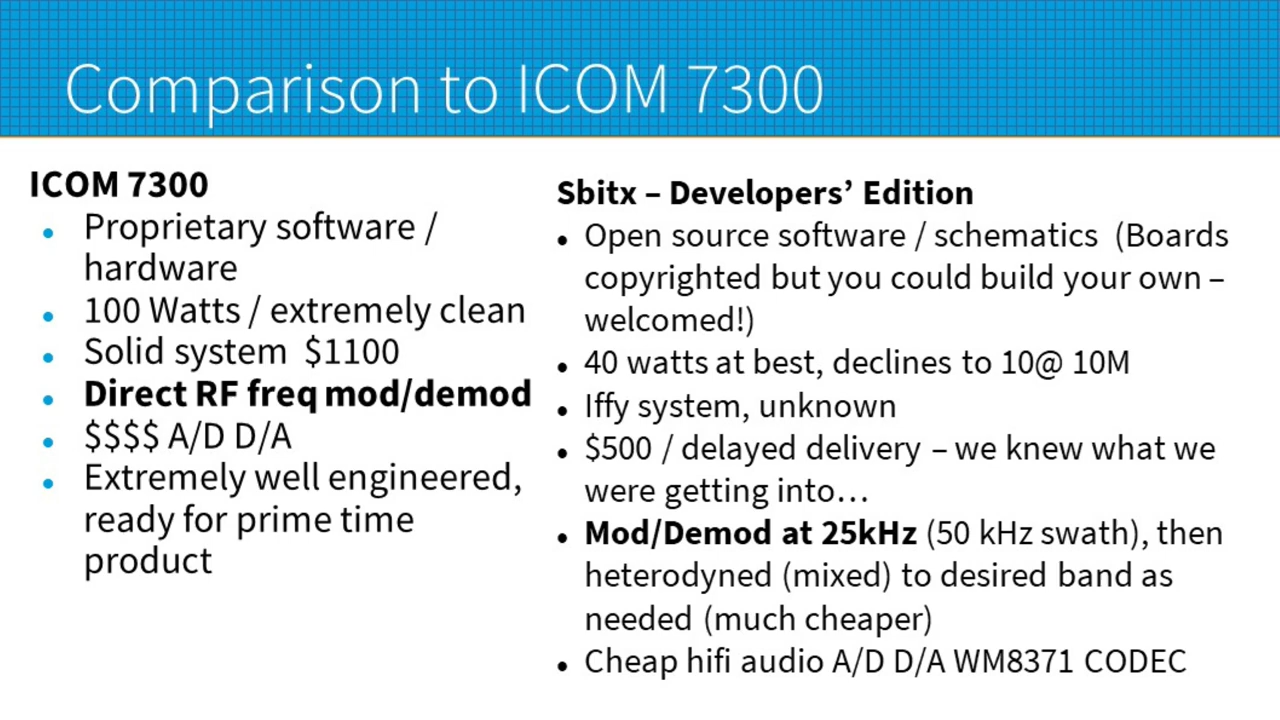 Comparison to ICOM 7300
ICOM 7300
Proprietary software /
hardware
100 Watts / extremely clean
Solid system $1100
Direct RF freq mod/demod
$$$$ A/D D/A
Extremely well engineered,
ready for prime time
product
Sbitx – Developers’ Edition
Open source software / schematics (Boards
copyrighted but you could build your own –
welcomed!)
40 watts at best, declines to 10@ 10M
Iffy system, unknown
$500 / delayed delivery – we knew what we
were getting into…
Mod/Demod at 25kHz (50 kHz swath), then
heterodyned (mixed) to desired band as
needed (much cheaper)
Cheap hifi audio A/D D/A WM8371 CODEC